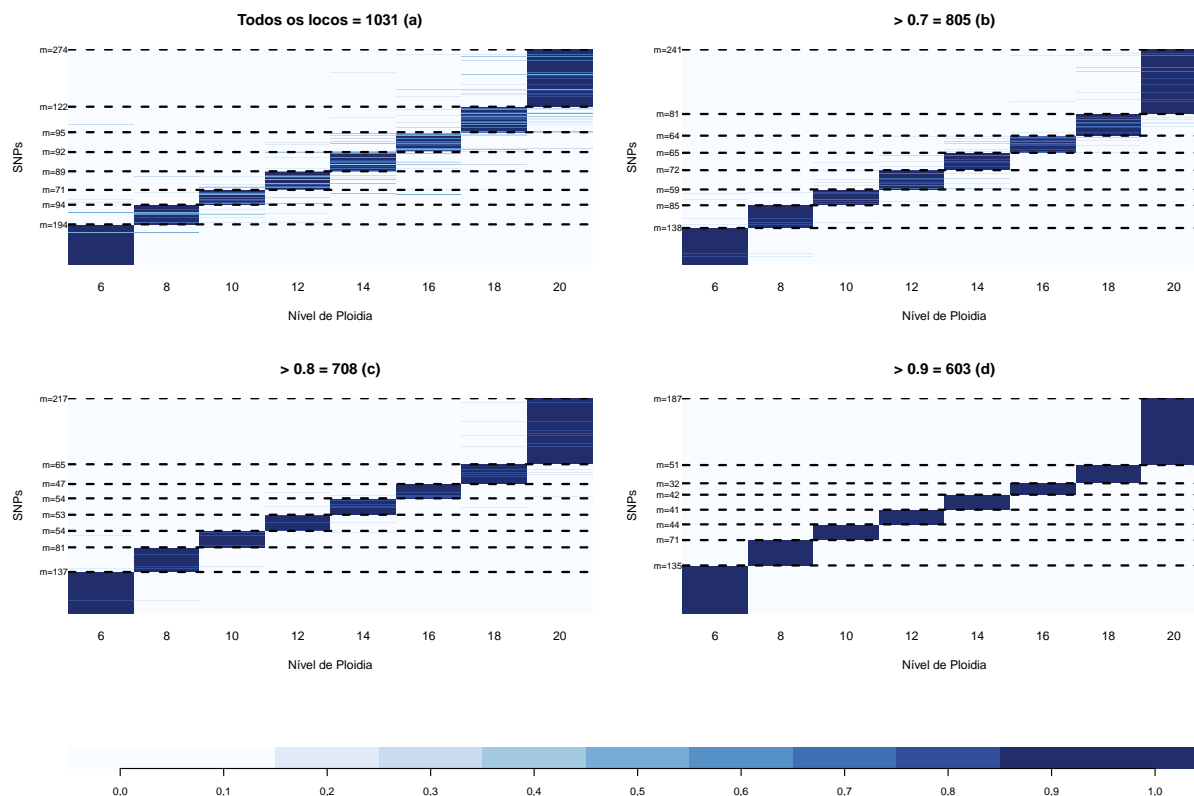 Todos os locos = 1031 (a)
SNPs
m=274
m=122
m=95
m=92
m=89
m=71
m=94
m=194
6 8 10 12 14 16 18 20
Nível de Ploidia
> 0.7 = 805 (b)
SNPs
m=241
m=81
m=64
m=65
m=72
m=59
m=85
m=138
6 8 10 12 14 16 18 20
Nível de Ploidia
> 0.8 = 708 (c)
SNPs
m=217
m=65
m=47
m=54
m=53
m=54
m=81
m=137
6 8 10 12 14 16 18 20
Nível de Ploidia
> 0.9 = 603 (d)
SNPs
m=187
m=51
m=32
m=42
m=41
m=44
m=71
m=135
6 8 10 12 14 16 18 20
Nível de Ploidia
0,0 0,1 0,2 0,3 0,4 0,5 0,6 0,7 0,8 0,9 1,0